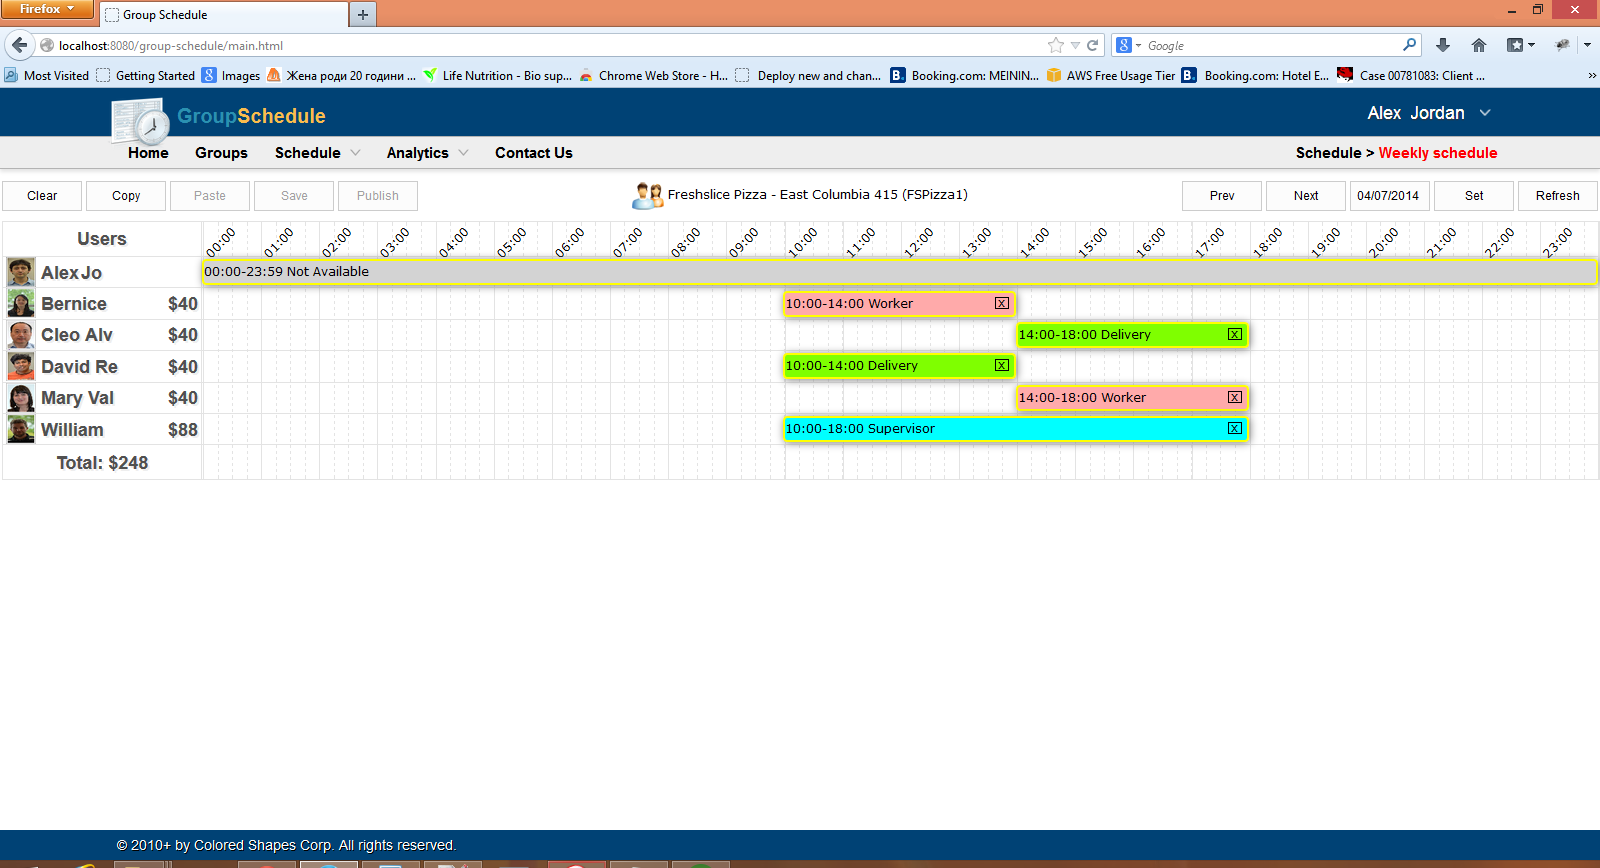 Firefox
Group Schedule
localhost:8080/group-schedule/main.html
Google
Most Visited Getting Started Images Жена роди 20 години ... Life Nutrition - Bio sup... Chrome Web Store - H... Deploy new and chan... Booking.com: MEININ... AWS Free Usage Tier Booking.com: Hotel E... Case 00781083: Client ...
GroupSchedule
Alex Jordan
Home Groups Schedule Analytics Contact Us Schedule > Weekly schedule
Clear Copy Paste Save Publish Freshslice Pizza - East Columbia 415 (FSPizza1) Prev Next 04/07/2014 Set Refresh
Users 00:00 01:00 02:00 03:00 04:00 05:00 06:00 07:00 08:00 09:00 10:00 11:00 12:00 13:00 14:00 15:00 16:00 17:00 18:00 19:00 20:00 21:00 22:00 23:00
AlexJo 00:00-23:59 Not Available
Bernice $40 10:00-14:00 Worker X
Cleo Alv $40 14:00-18:00 Delivery X
David Re $40 10:00-14:00 Delivery X
Mary Val $40 14:00-18:00 Worker X
William $88 10:00-18:00 Supervisor X
Total: $248
© 2010+ by Colored Shapes Corp. All rights reserved.